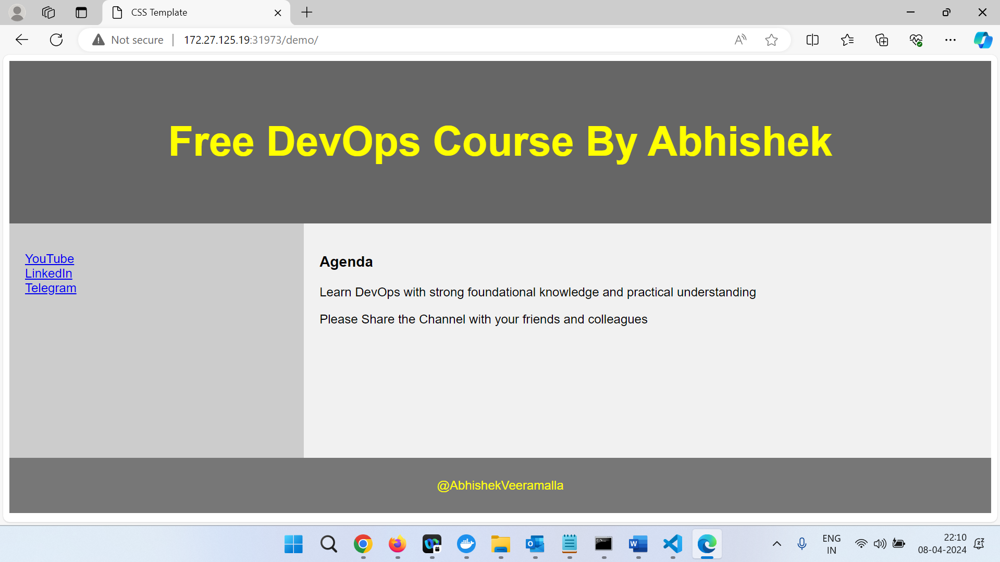 CSS Template
Not secure
172.27.125.19:31973/demo/
Free DevOps Course By Abhishek
YouTube
LinkedIn
Telegram
Agenda
Learn DevOps with strong foundational knowledge and practical understanding
Please Share the Channel with your friends and colleagues
@AbhishekVeeramalla
ENG
IN
22:10
08-04-2024